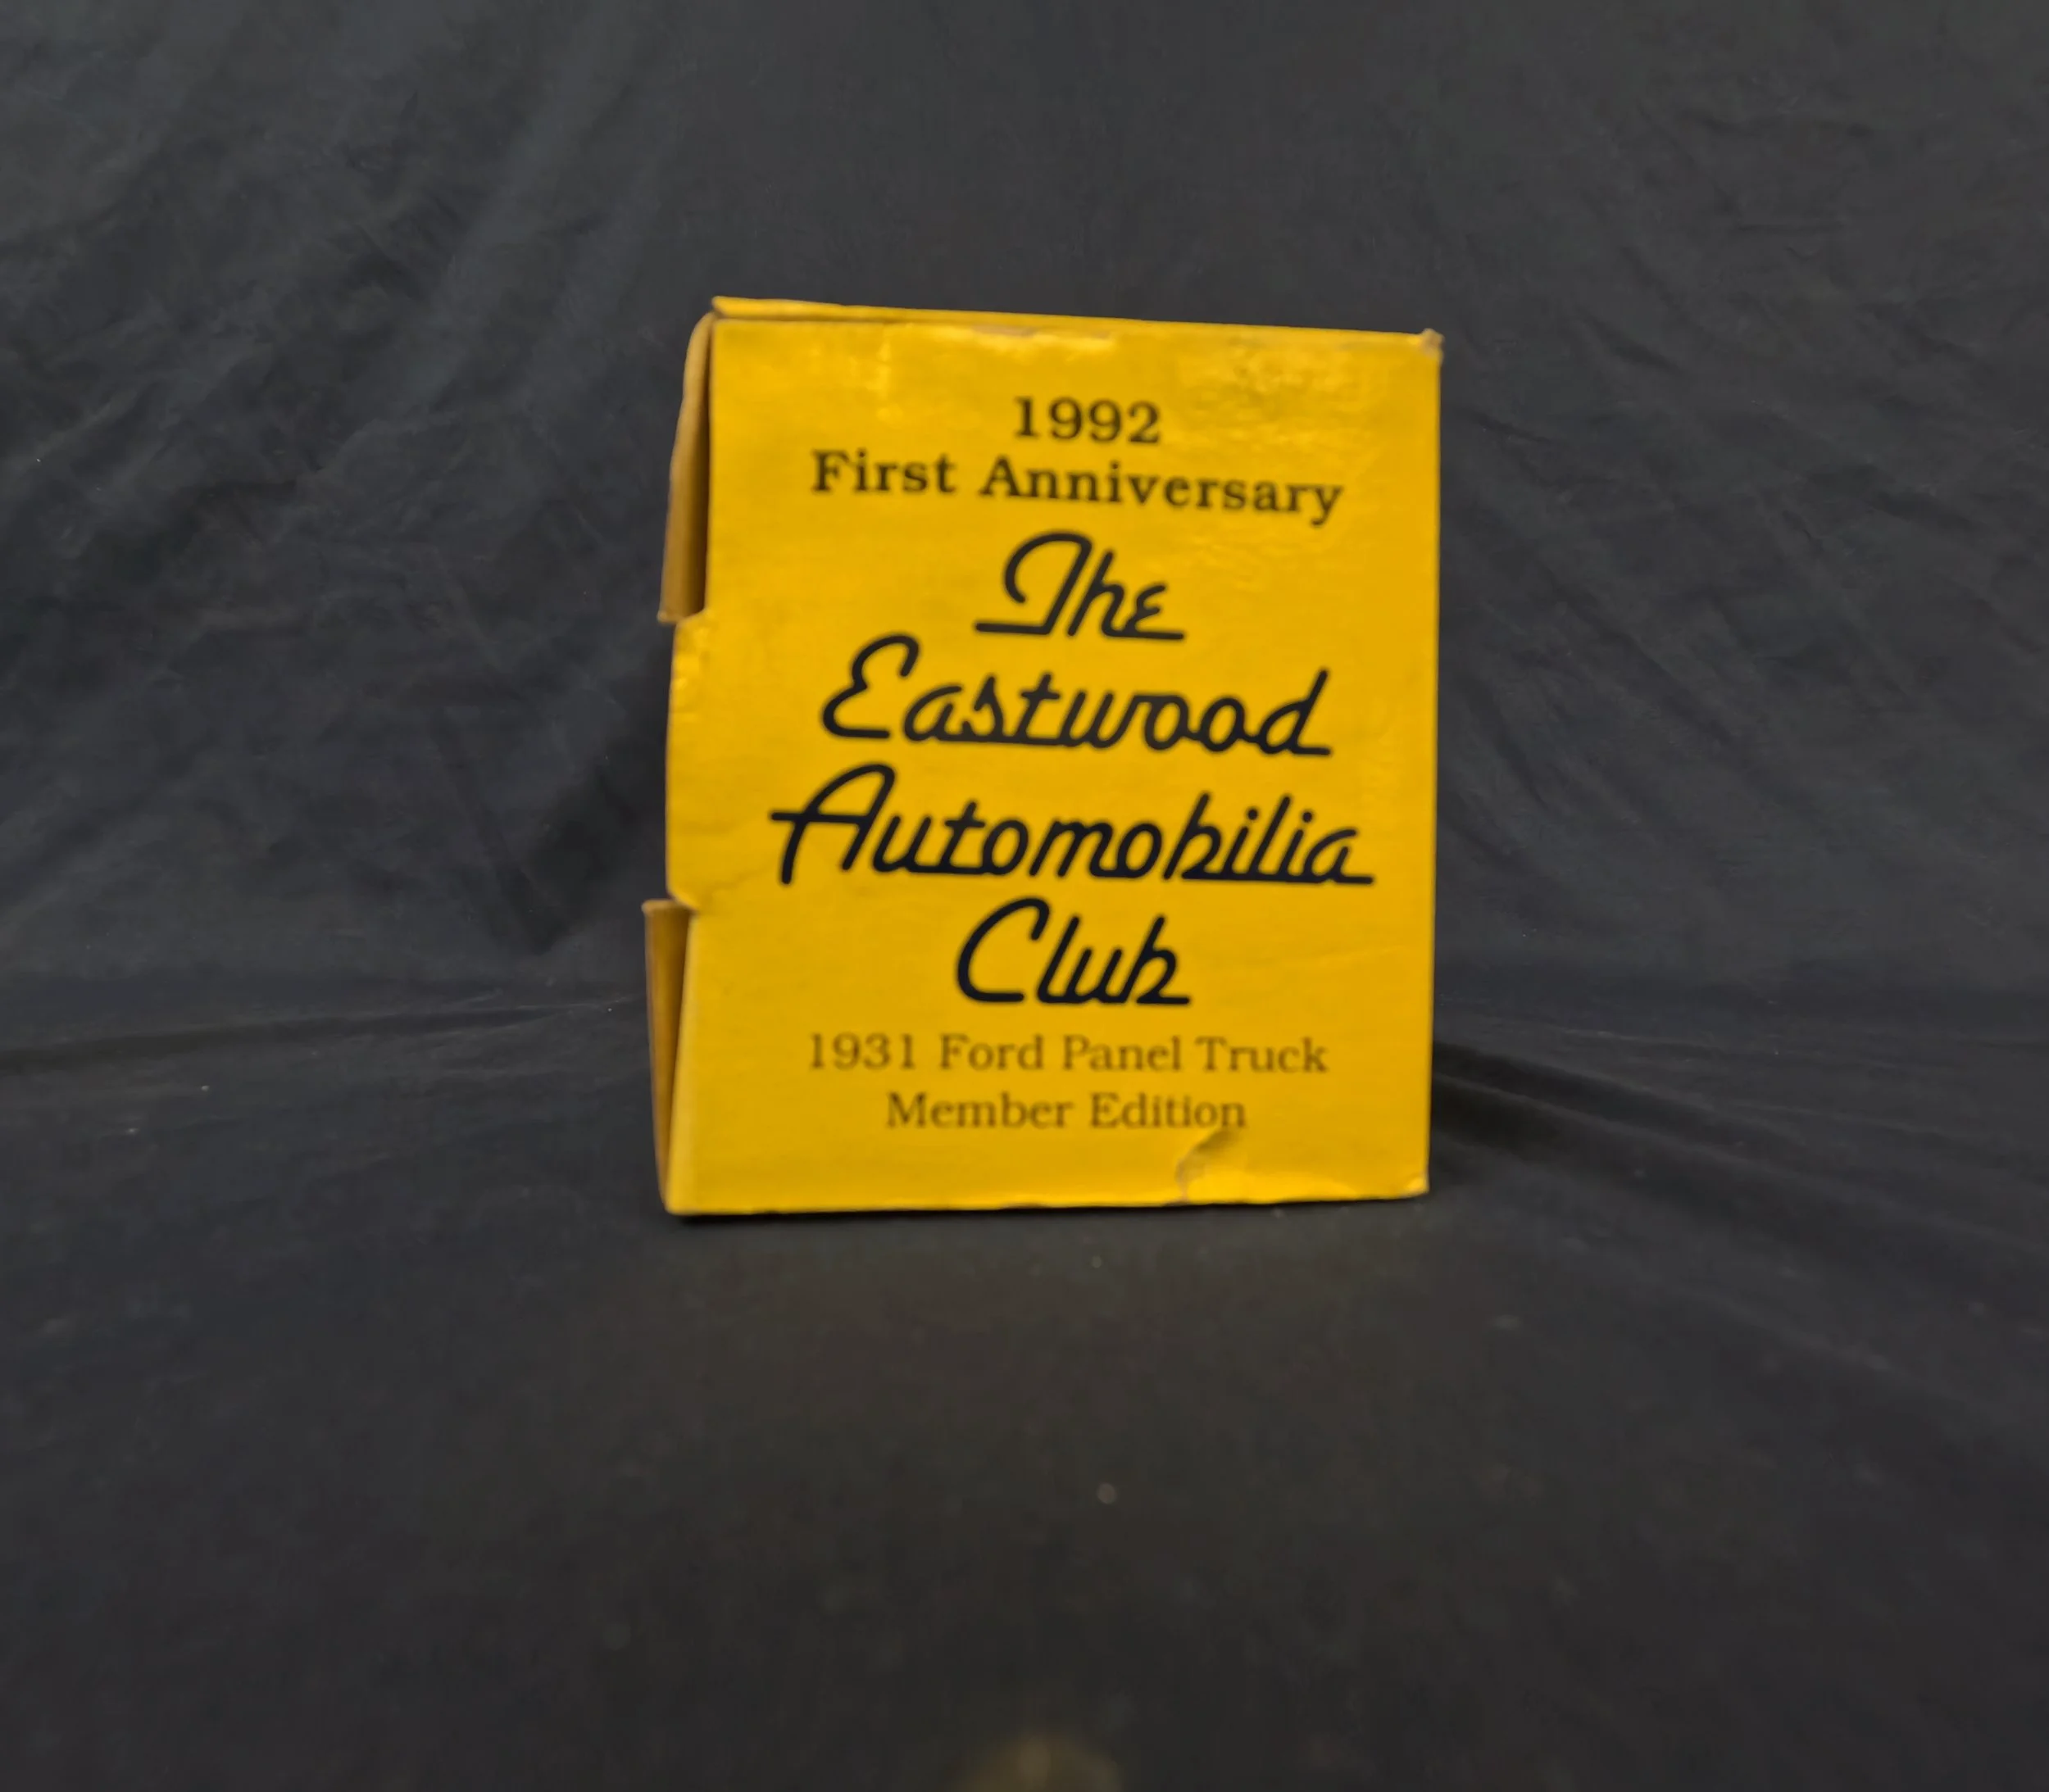 1992
First Anniversary
The
Eastwood
Automobilia
Club
1931 Ford Panel Truck
Member Edition